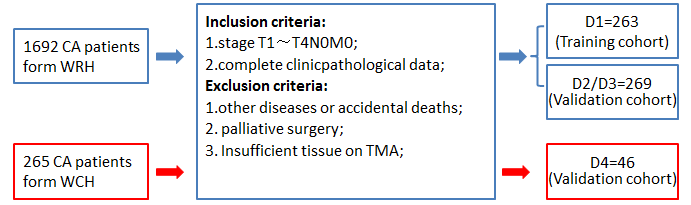 1692 CA patients
form WRH
265 CA patients
form WCH
Inclusion criteria:
1.stage T1～T4N0M0;
2.complete clinicpathological data;
Exclusion criteria:
1.other diseases or accidental deaths;
2. palliative surgery;
3. Insufficient tissue on TMA;
D1=263
(Training cohort)
D2/D3=269
(Validation cohort)
D4=46
(Validation cohort)